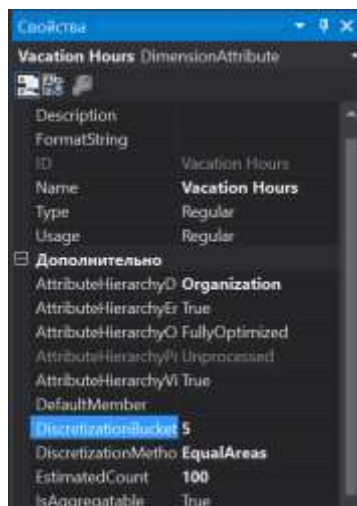 Свойства
Vacation Hours DimensionAttribute
Description
FormatString
ID Vacation Hours
Name Vacation Hours
Type Regular
Usage Regular
Дополнительно
AttributeHierarchyD Organization
AttributeHierarchyEr True
AttributeHierarchyO FullyOptimized
AttributeHierarchyPr Unprocessed
AttributeHierarchyVi True
DefaultMember
DiscretizationBucket 5
DiscretizationMetho EqualAreas
EstimatedCount 100
IsAggregatable True